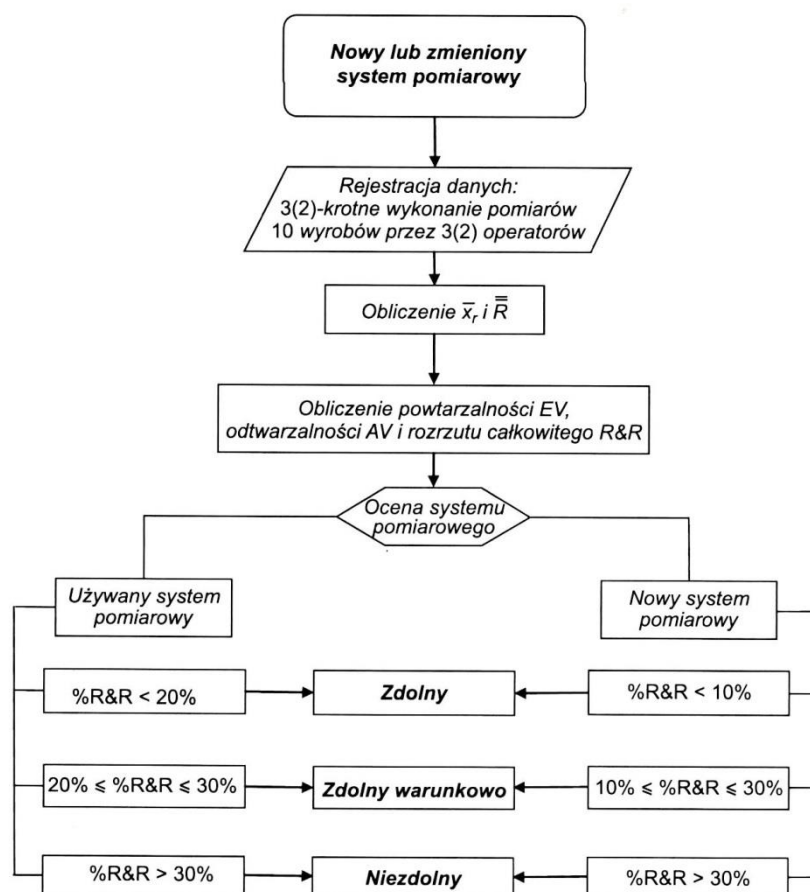 Nowy lub zmieniony
system pomiarowy
Rejestracja danych:
3(2)-krotne wykonanie pomiarów
10 wyrobów przez 3(2) operatorów
Obliczenie x̄ᵣ i R̿
Obliczenie powtarzalności EV,
odtwarzalności AV i rozrzutu całkowitego R&R
Ocena systemu
pomiarowego
Używany system
pomiarowy
Nowy system
pomiarowy
%R&R < 20%
Zdolny
%R&R < 10%
20% ⩽ %R&R ⩽ 30%
Zdolny warunkowo
10% ⩽ %R&R ⩽ 30%
%R&R > 30%
Niezdolny
%R&R > 30%